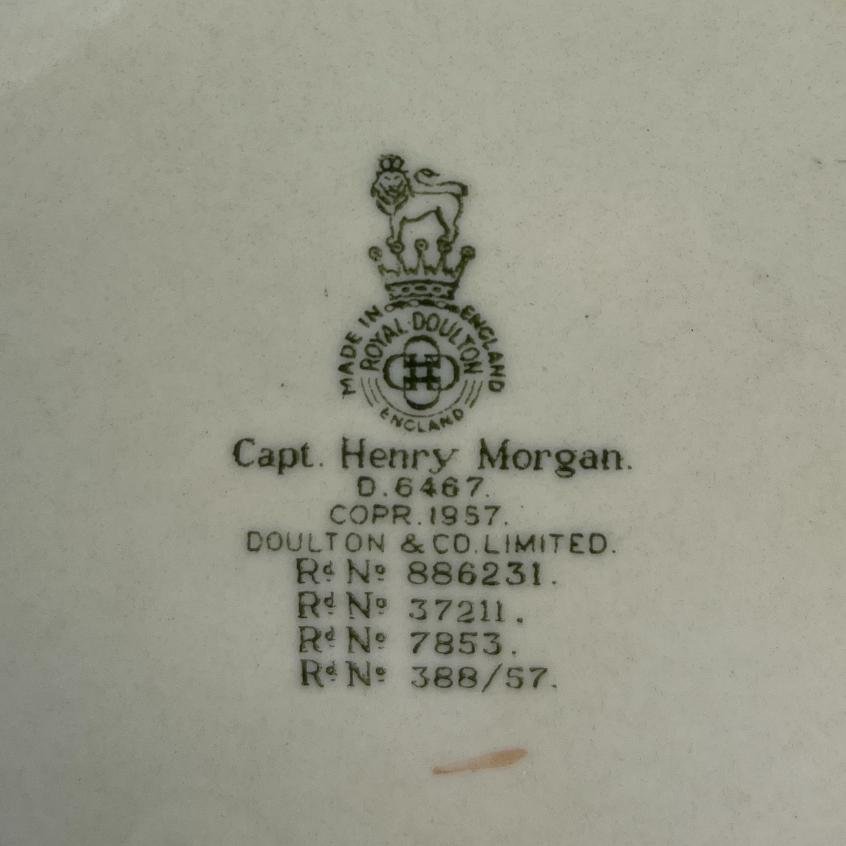 MADE IN ENGLAND
ROYAL·DOULTON
ENGLAND
Capt. Henry Morgan.
D.6467.
COPR.1957.
DOULTON & CO.LIMITED.
Rᵈ Nº 886231.
Rᵈ Nº 37211.
Rᵈ Nº 7853.
Rᵈ Nº 388/57.